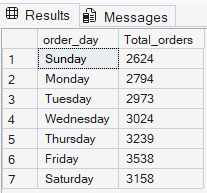 Results Messages
order_day Total_orders
1 Sunday 2624
2 Monday 2794
3 Tuesday 2973
4 Wednesday 3024
5 Thursday 3239
6 Friday 3538
7 Saturday 3158